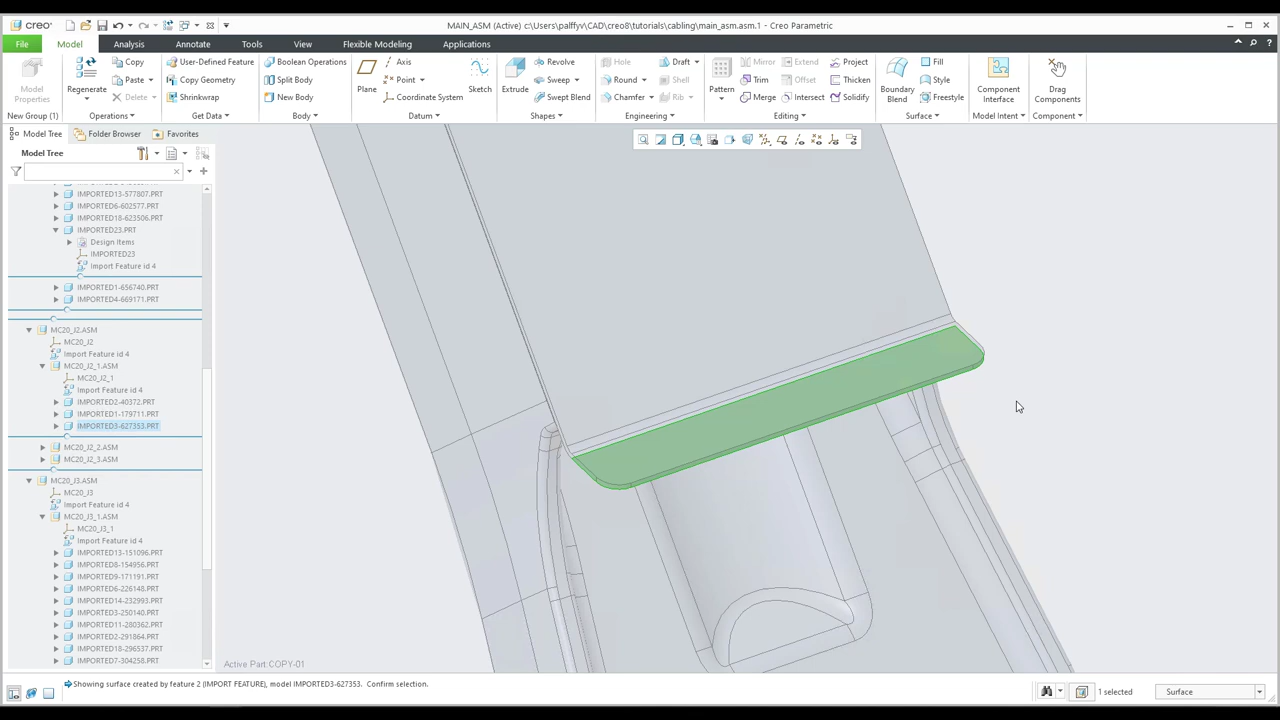 creo MAIN_ASM (Active) c:\users\palffyv\CAD\creo8\tutorials\cabling\main_asm.asm.1 - Creo Parametric
File Model Analysis Annotate Tools View Flexible Modeling Applications
Model Properties
New Group (1)
Regenerate
Copy
Paste
Delete
Operations
User-Defined Feature
Copy Geometry
Shrinkwrap
Get Data
Boolean Operations
Split Body
New Body
Body
Plane
Axis
Point
Coordinate System
Sketch
Datum
Extrude
Revolve
Sweep
Swept Blend
Shapes
Hole
Round
Chamfer
Draft
Shell
Rib
Engineering
Pattern
Mirror
Trim
Merge
Extend
Offset
Intersect
Project
Thicken
Solidify
Editing
Boundary Blend
Fill
Style
Freestyle
Surface
Component Interface
Model Intent
Drag Components
Component
Model Tree Folder Browser Favorites
Model Tree
IMPORTED13-577807.PRT
IMPORTED6-602577.PRT
IMPORTED18-623506.PRT
IMPORTED23.PRT
Design Items
IMPORTED23
Import Feature id 4
IMPORTED1-656740.PRT
IMPORTED4-669171.PRT
MC20_J2.ASM
MC20_J2
Import Feature id 4
MC20_J2_1.ASM
MC20_J2_1
Import Feature id 4
IMPORTED2-40372.PRT
IMPORTED1-179711.PRT
IMPORTED3-627353.PRT
MC20_J2_2.ASM
MC20_J2_3.ASM
MC20_J3.ASM
MC20_J3
Import Feature id 4
MC20_J3_1.ASM
MC20_J3_1
Import Feature id 4
IMPORTED13-151096.PRT
IMPORTED8-154956.PRT
IMPORTED9-171191.PRT
IMPORTED6-226148.PRT
IMPORTED14-232993.PRT
IMPORTED3-250140.PRT
IMPORTED11-280362.PRT
IMPORTED2-291864.PRT
IMPORTED18-296537.PRT
IMPORTED7-304258.PRT
Active Part:COPY-01
Showing surface created by feature 2 (IMPORT FEATURE), model IMPORTED3-627353. Confirm selection.
1 selected
Surface